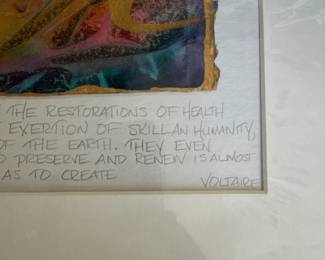 THE RESTORATIONS OF HEALTH
EXERTION OF SKILL AN HUMANITY,
OF THE EARTH. THEY EVEN
PRESERVE AND RENEW IS ALMOST
AS TO CREATE
VOLTAIRE